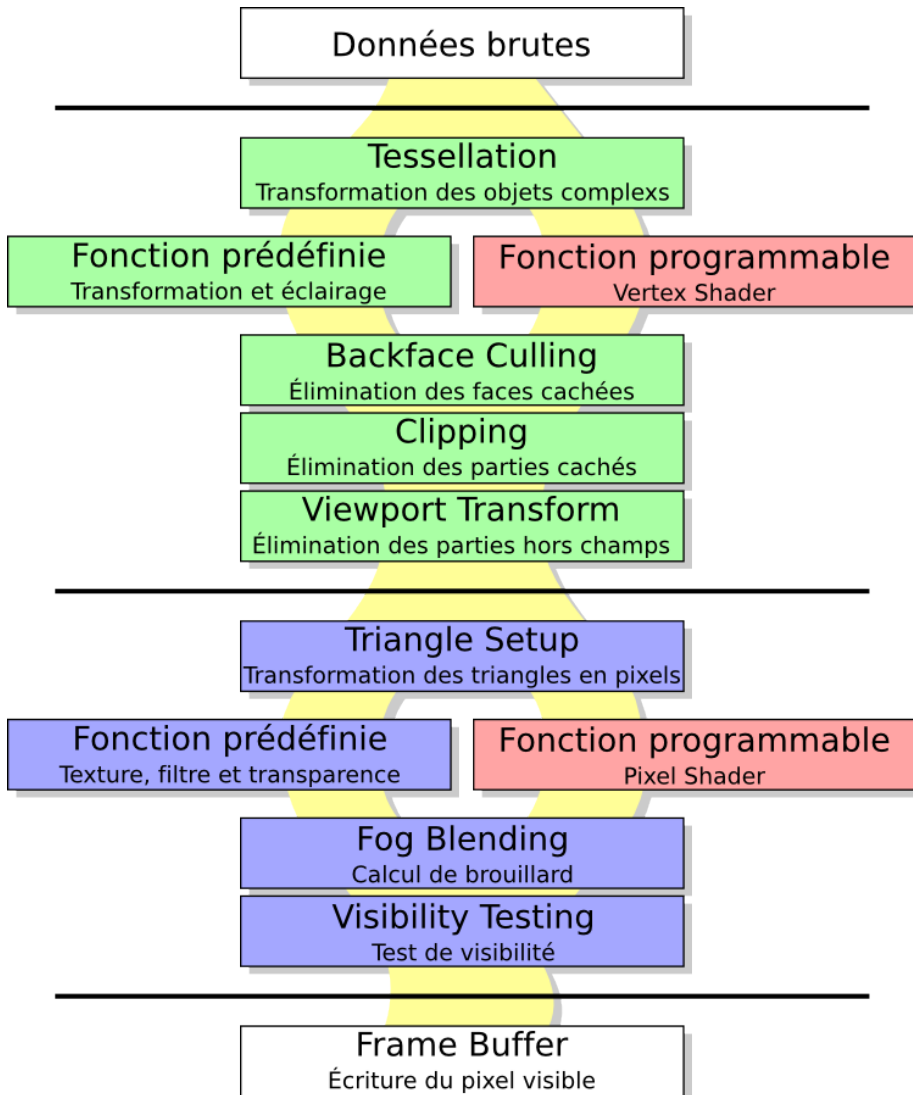 Données brutes
Tessellation
Transformation des objets complexs
Fonction prédéfinie
Transformation et éclairage
Fonction programmable
Vertex Shader
Backface Culling
Élimination des faces cachées
Clipping
Élimination des parties cachés
Viewport Transform
Élimination des parties hors champs
Triangle Setup
Transformation des triangles en pixels
Fonction prédéfinie
Texture, filtre et transparence
Fonction programmable
Pixel Shader
Fog Blending
Calcul de brouillard
Visibility Testing
Test de visibilité
Frame Buffer
Écriture du pixel visible